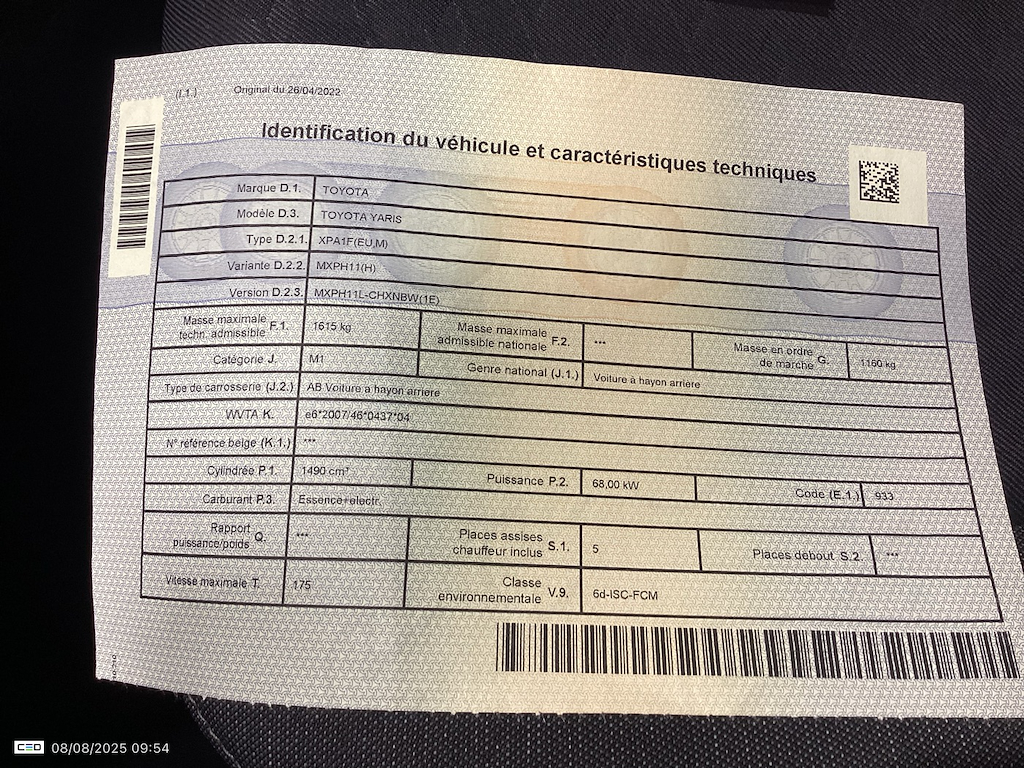 (I.1.) Original du 26/04/2022
Identification du véhicule et caractéristiques techniques
Marque D.1. TOYOTA
Modèle D.3. TOYOTA YARIS
Type D.2.1. XPA1F(EU,M)
Variante D.2.2. MXPH11(H)
Version D.2.3. MXPH11L-CHXNBW(1E)
Masse maximale
techn. admissible F.1. 1615 kg
Masse maximale
admissible nationale F.2. ***
Masse en ordre
de marche G. 1160 kg
Catégorie J. M1
Genre national (J.1.) Voiture à hayon arrière
Type de carrosserie (J.2.) AB Voiture à hayon arrière
WVTA K. e6*2007/46*0437*04
N° référence belge (K.1.) ***
Cylindrée P.1. 1490 cm³
Puissance P.2. 68,00 kW
Code (E.1.) 933
Carburant P.3. Essence+electr.
Rapport
puissance/poids Q. ***
Places assises
chauffeur inclus S.1. 5
Places debout S.2. ***
Vitesse maximale T. 175
Classe
environnementale V.9. 6d-ISC-FCM
CEO 08/08/2025 09:54